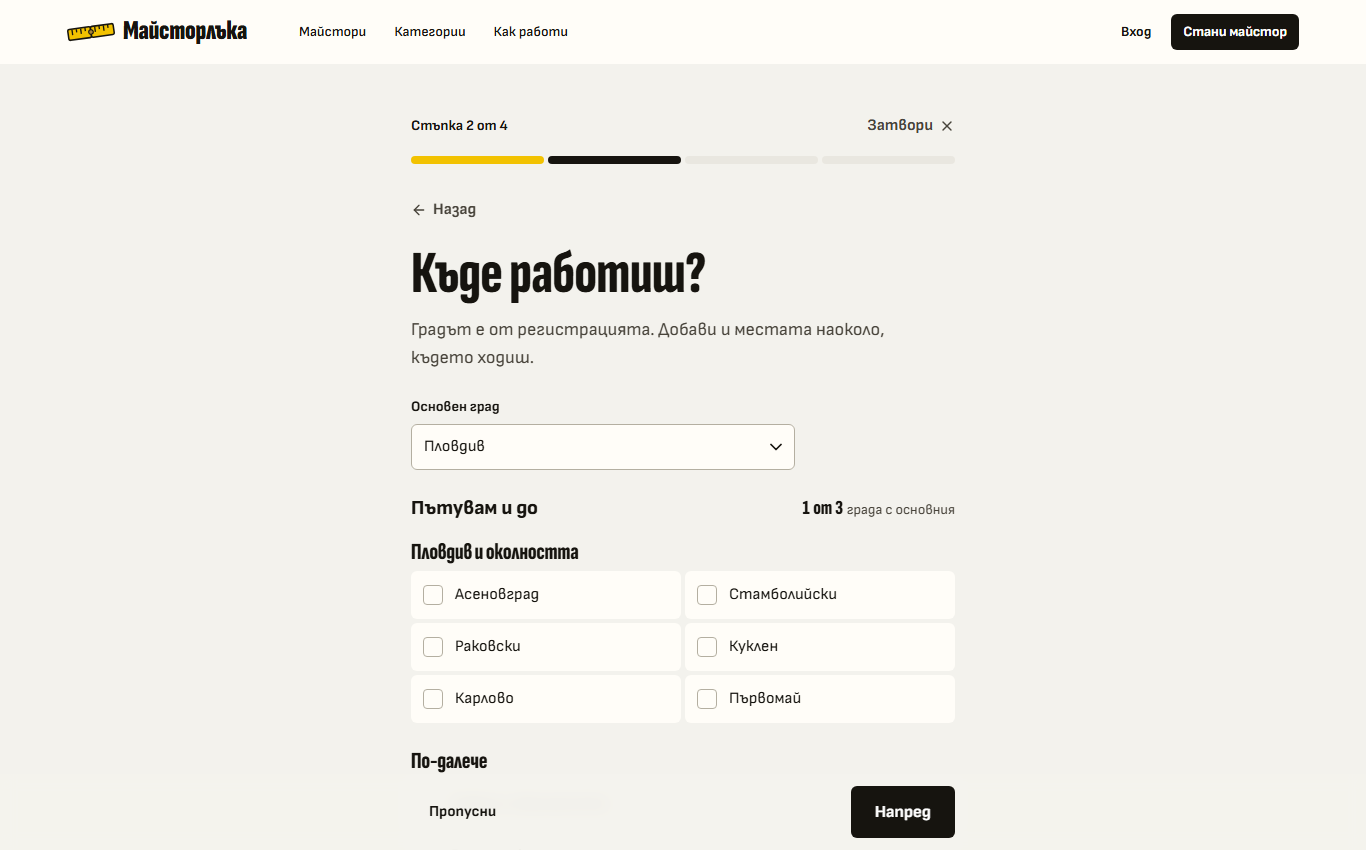 Майсторлъка
Майстори
Категории
Как работи
Вход
Стани майстор
Стъпка 2 от 4
Затвори
Назад
Къде работиш?
Градът е от регистрацията. Добави и местата наоколо,
където ходиш.
Основен град
Пловдив
Пътувам и до
1 от 3 града с основния
Пловдив и околността
Асеновград
Стамболийски
Раковски
Куклен
Карлово
Първомай
По-далече
Пропусни
Напред